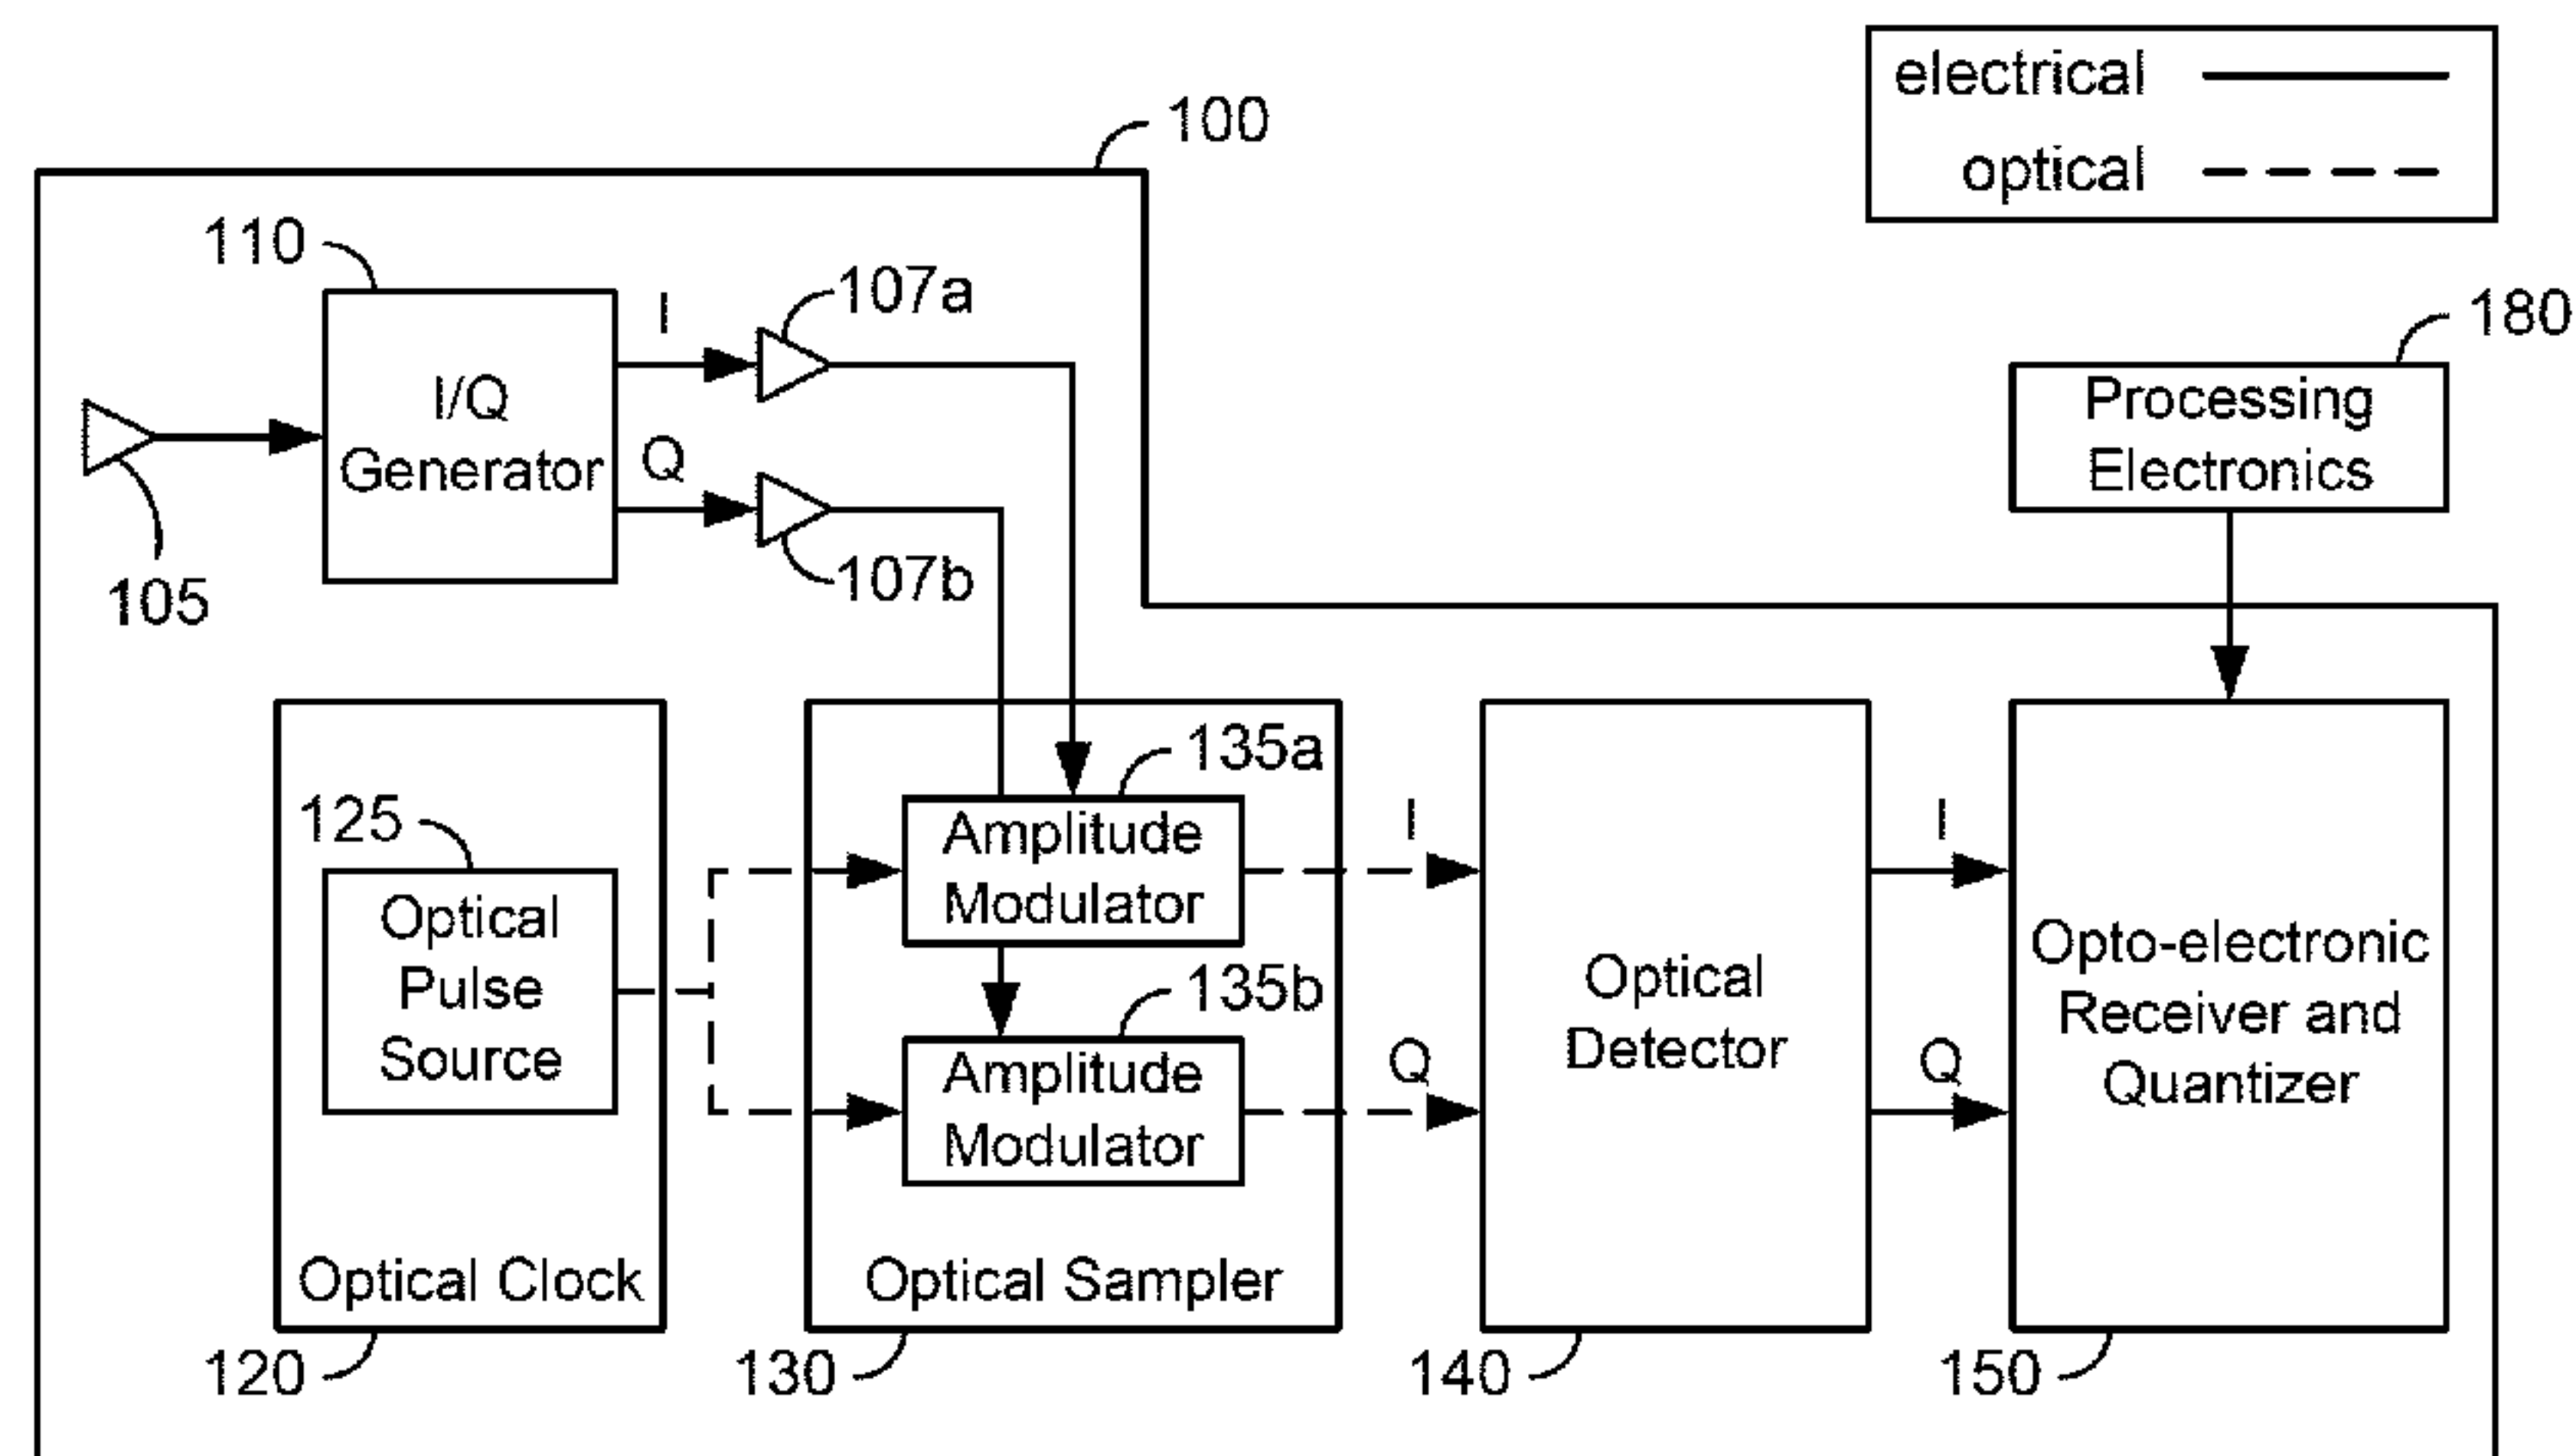 electrical
optical
100
110
107a
I
I/Q
Generator
Q
107b
105
180
Processing
Electronics
135a
Amplitude
Modulator
135b
Amplitude
Modulator
125
Optical
Pulse
Source
I
Q
Optical
Detector
I
Q
Opto-electronic
Receiver and
Quantizer
Optical Clock
Optical Sampler
120
130
140
150